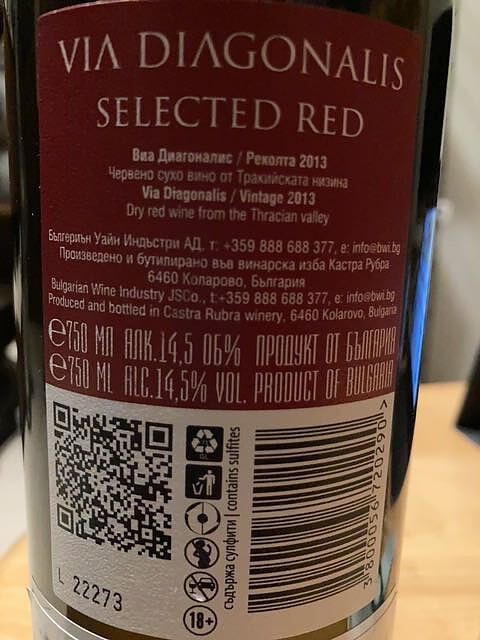 VIA DIAGONALIS
SELECTED RED
Виа Диагоналис / Реколта 2013
Червено сухо вино от Тракийската низина
Via Diagonalis / Vintage 2013
Dry red wine from the Thracian valley
Бългериън Уайн Индъстри АД, т: +359 888 688 377, е: info@bwi.bg
Произведено и бутилирано във винарска изба Кастра Рубра
6460 Коларово, България
Bulgarian Wine Industry JSCo., t:+359 888 688 377, e: info@bwi.bg
Produced and bottled in Castra Rubra winery, 6460 Kolarovo, Bulgaria
℮750 МЛ АЛК.14,5 ОБ% ПРОДУКТ ОТ БЪЛГАРИЯ
℮750 ML ALC.14,5% VOL. PRODUCT OF BULGARIA
съдържа сулфити | contains sulfites
3800056720290>
GL
18+
L 22273